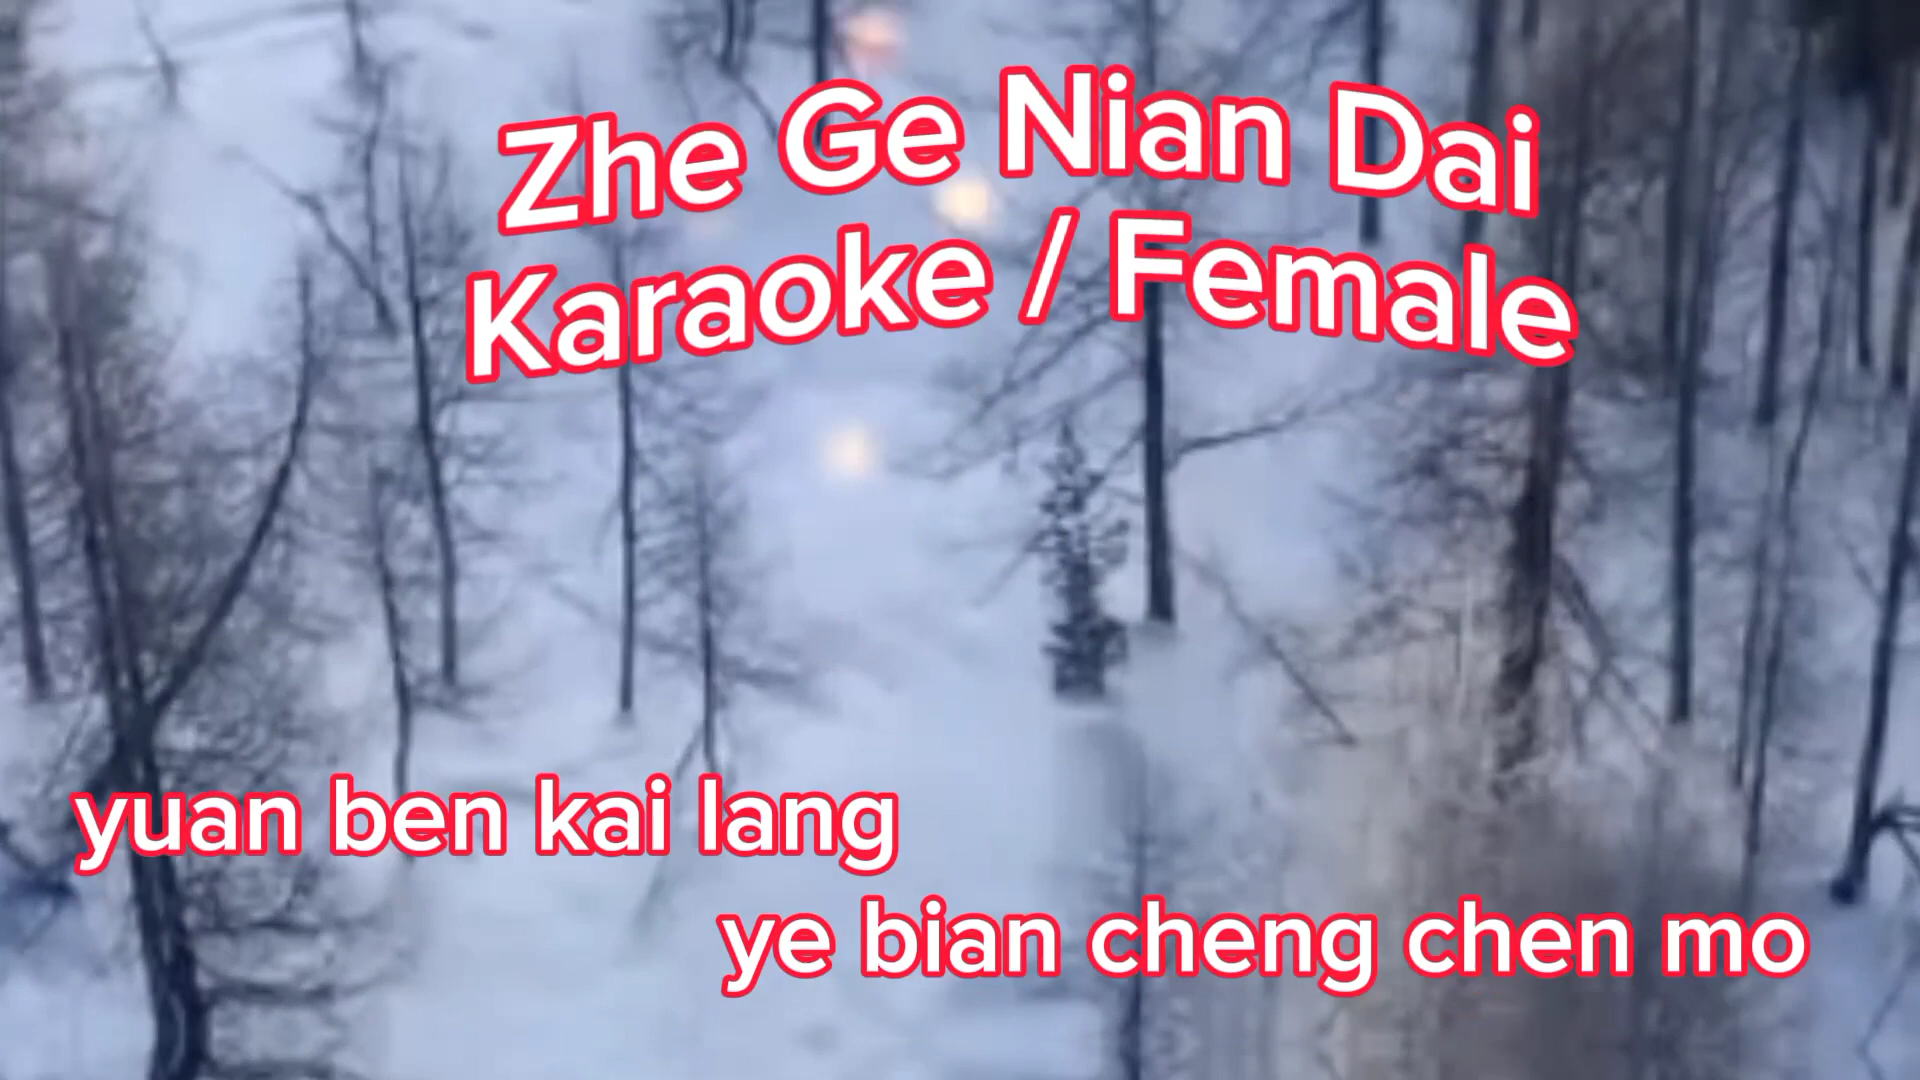 Zhe Ge Nian Dai
Karaoke / Female
yuan ben kai lang
ye bian cheng chen mo